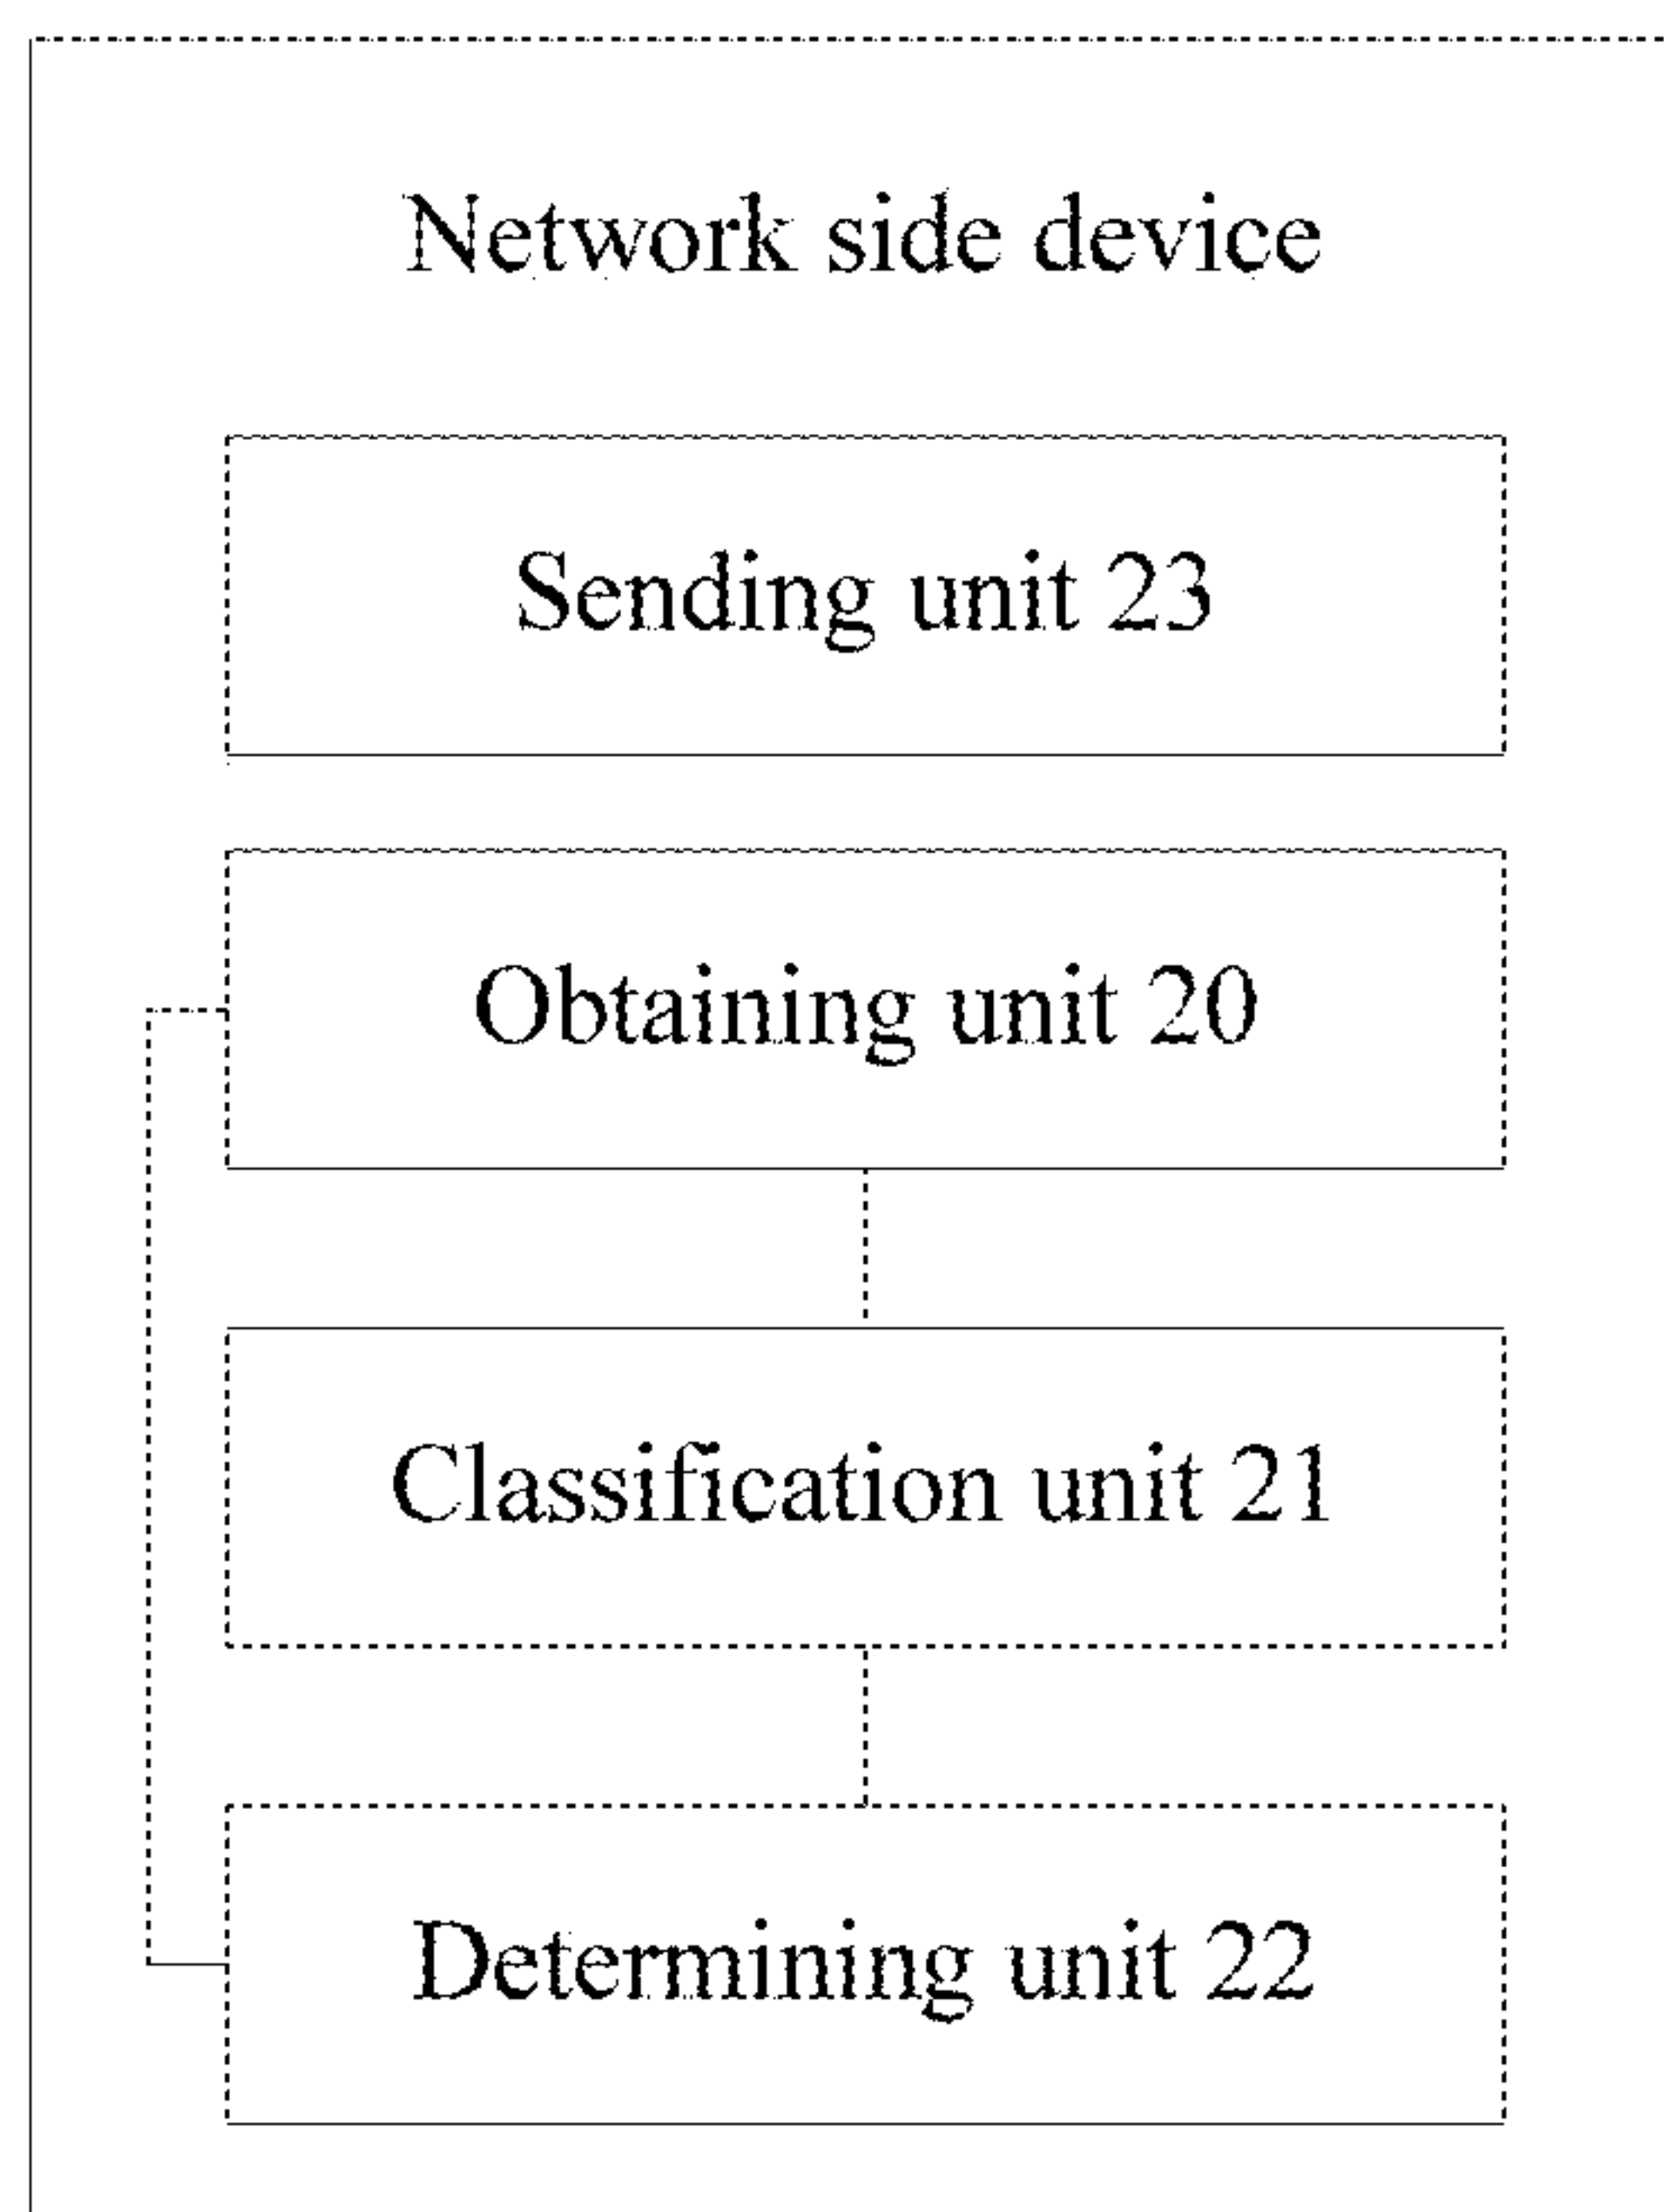 Network side device
Sending unit 23
Obtaining unit 20
Classification unit 21
Determining unit 22